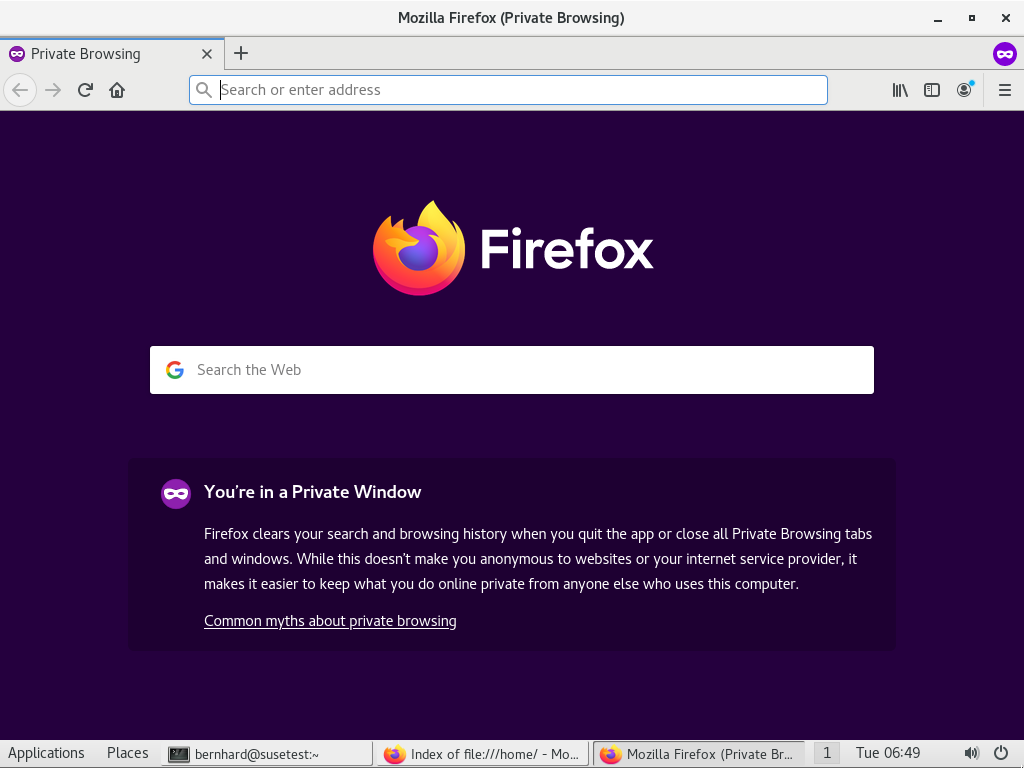 Mozilla Firefox (Private Browsing)
Private Browsing
Search or enter address
Firefox
Search the Web
You're in a Private Window
Firefox clears your search and browsing history when you quit the app or close all Private Browsing tabs
and windows. While this doesn't make you anonymous to websites or your internet service provider, it
makes it easier to keep what you do online private from anyone else who uses this computer.
Common myths about private browsing
Applications Places bernhard@susetest:~ Index of file:///home/ - Mo... Mozilla Firefox (Private Br... 1 Tue 06:49